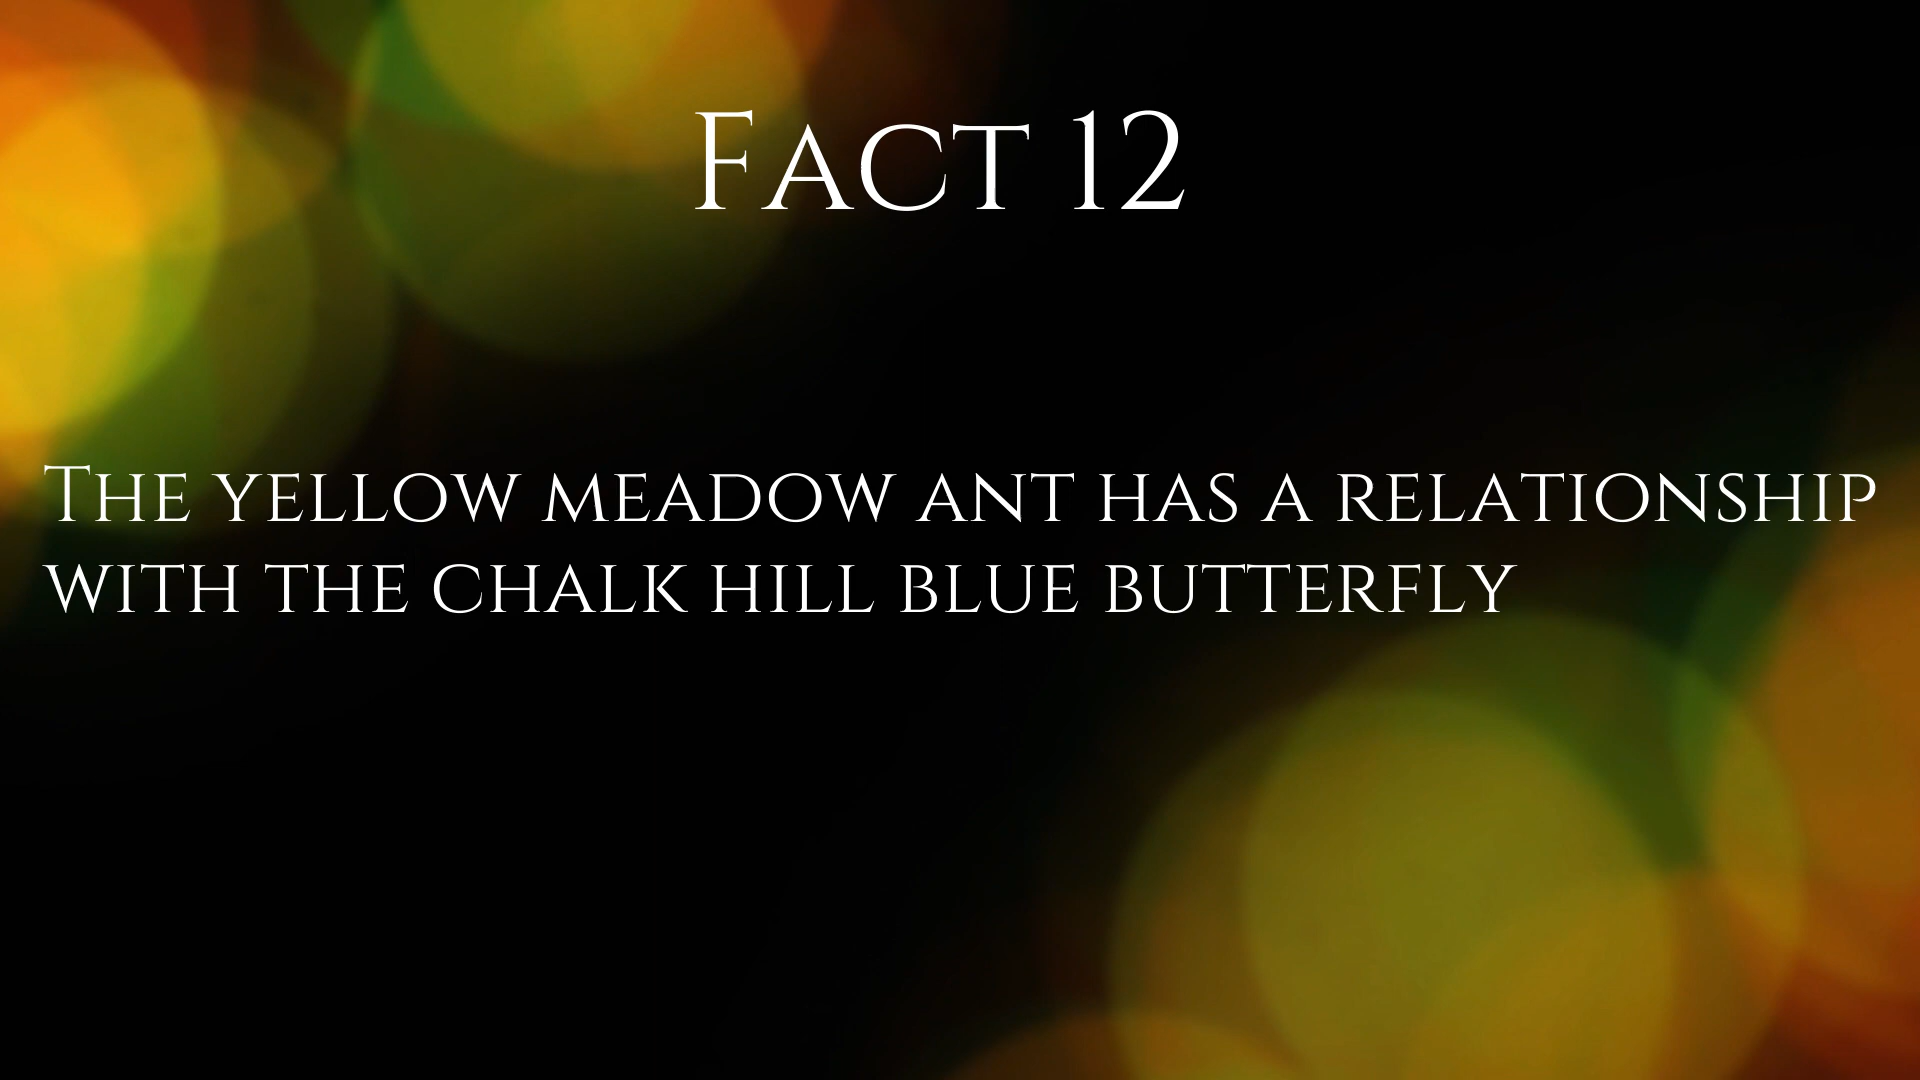 Fact 12
The yellow meadow ant has a relationship
with the chalk hill blue butterfly